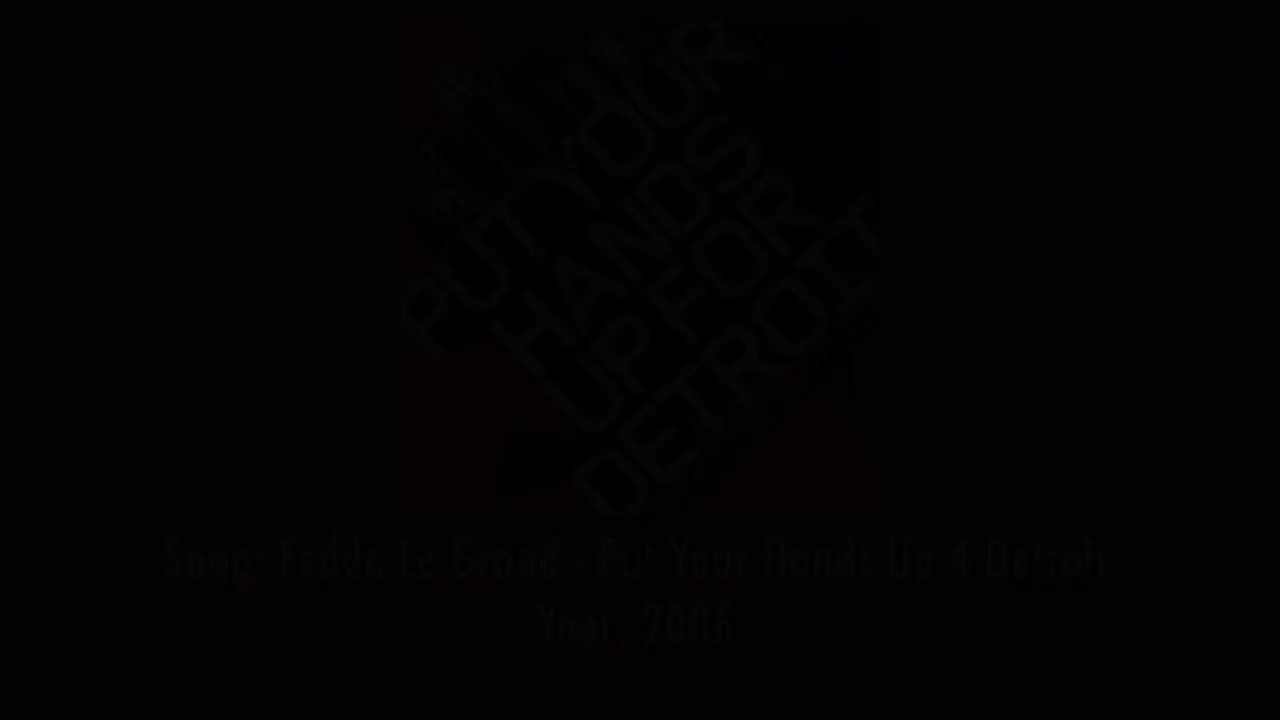 PUT YOUR
HANDS
UP FOR
DETROIT
Song: Fedde Le Grand - Put Your Hands Up 4 Detroit
Year: 2006